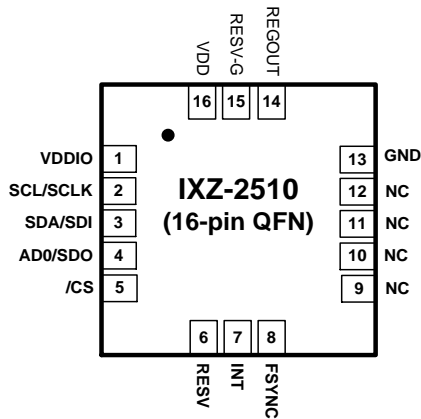 VDD
RESV-G
REGOUT
16 15 14
VDDIO 1
SCL/SCLK 2
SDA/SDI 3
AD0/SDO 4
/CS 5
IXZ-2510
(16-pin QFN)
13 GND
12 NC
11 NC
10 NC
9 NC
6 7 8
RESV
INT
FSYNC